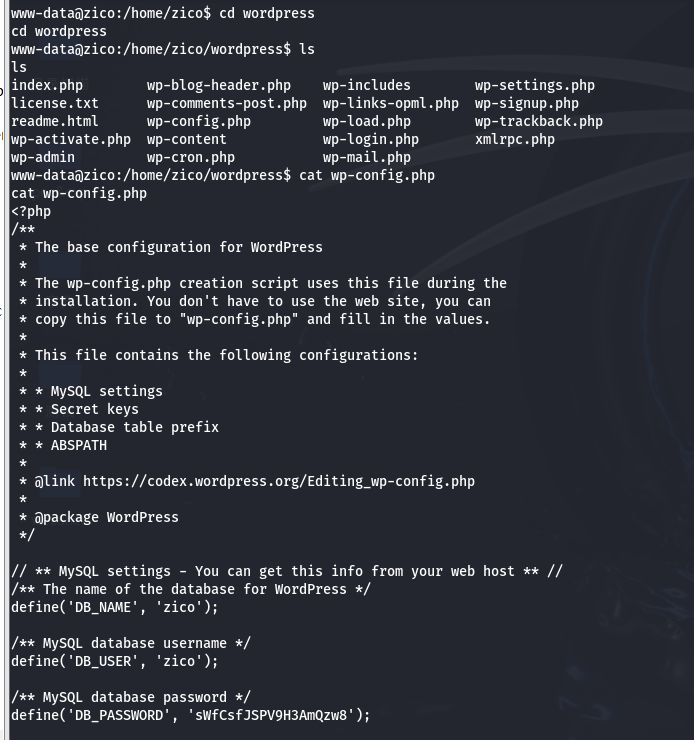 www-data@zico:/home/zico$ cd wordpress
cd wordpress
www-data@zico:/home/zico/wordpress$ ls
ls
index.php wp-blog-header.php wp-includes wp-settings.php
license.txt wp-comments-post.php wp-links-opml.php wp-signup.php
readme.html wp-config.php wp-load.php wp-trackback.php
wp-activate.php wp-content wp-login.php xmlrpc.php
wp-admin wp-cron.php wp-mail.php
www-data@zico:/home/zico/wordpress$ cat wp-config.php
cat wp-config.php
<?php
/**
 * The base configuration for WordPress
 *
 * The wp-config.php creation script uses this file during the
 * installation. You don't have to use the web site, you can
 * copy this file to "wp-config.php" and fill in the values.
 *
 * This file contains the following configurations:
 *
 * * MySQL settings
 * * Secret keys
 * * Database table prefix
 * * ABSPATH
 *
 * @link https://codex.wordpress.org/Editing_wp-config.php
 *
 * @package WordPress
 */
// ** MySQL settings - You can get this info from your web host ** //
/** The name of the database for WordPress */
define('DB_NAME', 'zico');
/** MySQL database username */
define('DB_USER', 'zico');
/** MySQL database password */
define('DB_PASSWORD', 'sWfCsfJSPV9H3AmQzw8');